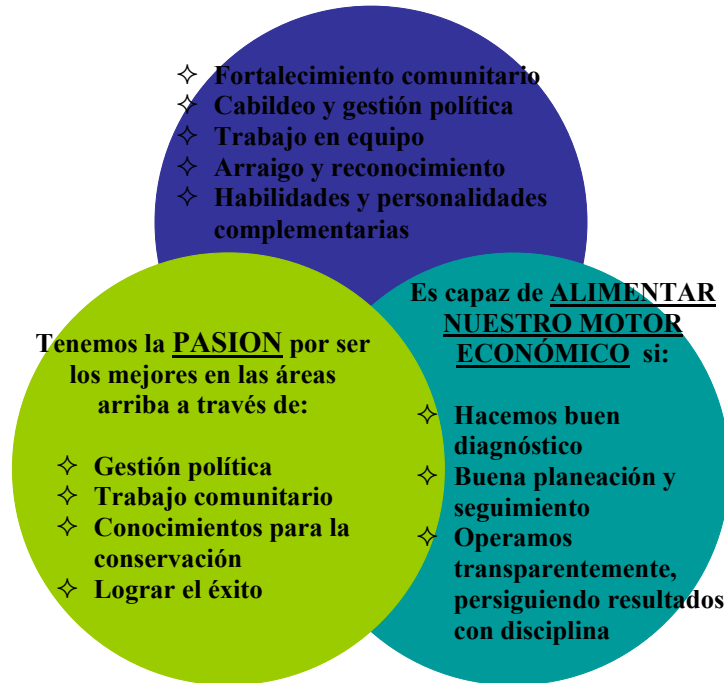 ✧ Fortalecimiento comunitario
✧ Cabildeo y gestión política
✧ Trabajo en equipo
✧ Arraigo y reconocimiento
✧ Habilidades y personalidades
complementarias
Tenemos la PASION por ser
los mejores en las áreas
arriba a través de:
✧ Gestión política
✧ Trabajo comunitario
✧ Conocimientos para la
conservación
✧ Lograr el éxito
Es capaz de ALIMENTAR
NUESTRO MOTOR
ECONÓMICO si:
✧ Hacemos buen
diagnóstico
✧ Buena planeación y
seguimiento
✧ Operamos
transparentemente,
persiguiendo resultados
con disciplina